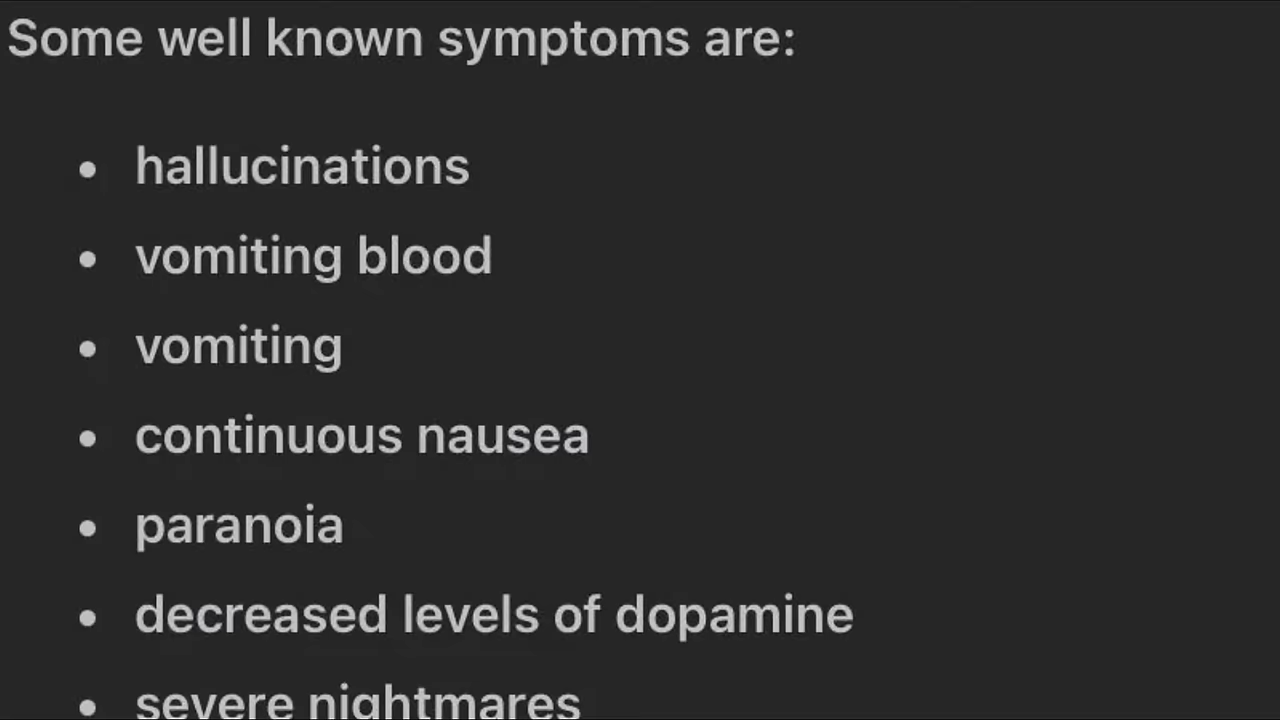 Some well known symptoms are:
• hallucinations
• vomiting blood
• vomiting
• continuous nausea
• paranoia
• decreased levels of dopamine
• severe nightmares